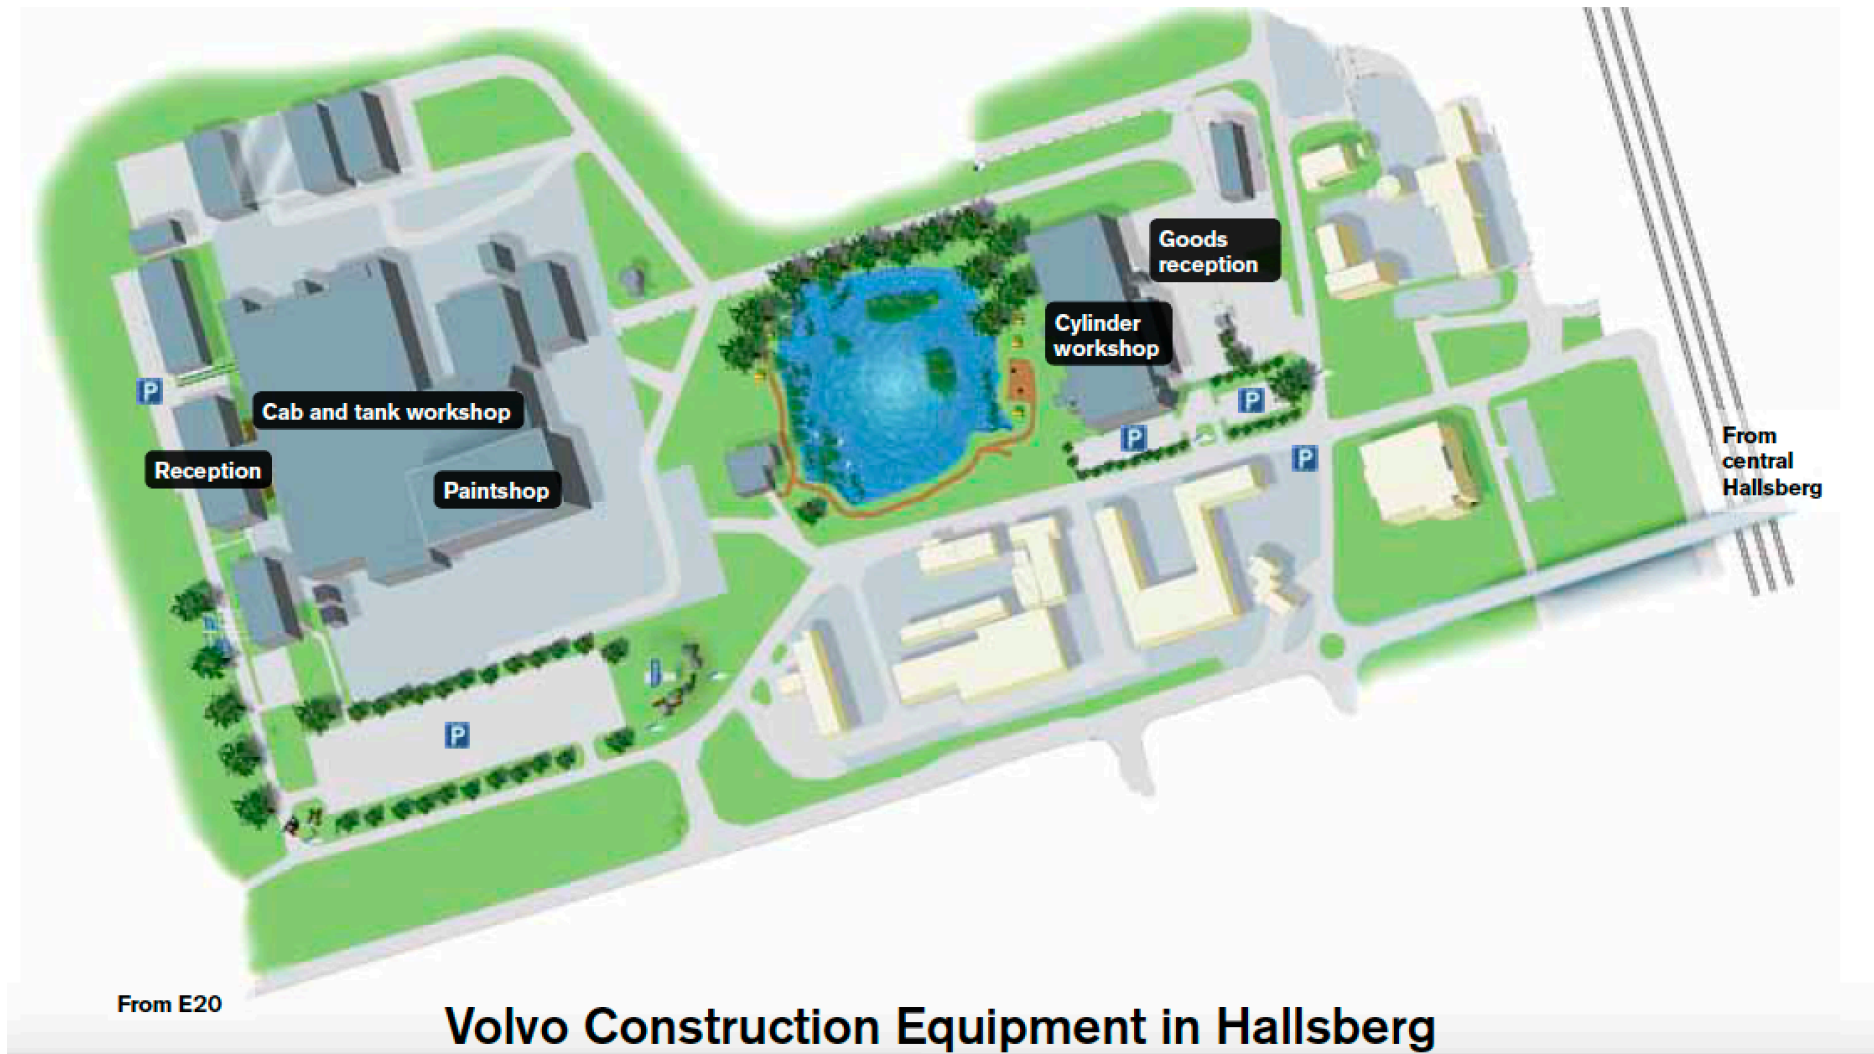 Goods
reception
Cylinder
workshop
P
Cab and tank workshop
P
P
From
central
Hallsberg
P
Reception
Paintshop
P
From E20
Volvo Construction Equipment in Hallsberg